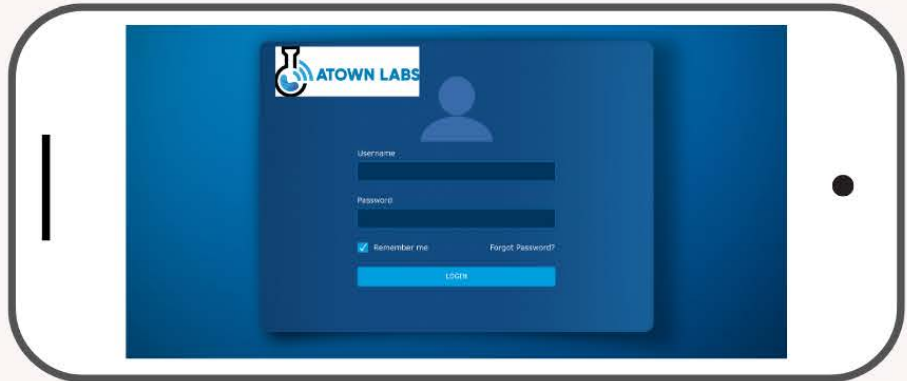 ATOWN LABS
Username
Password
Remember me
Forgot Password?
LOGIN